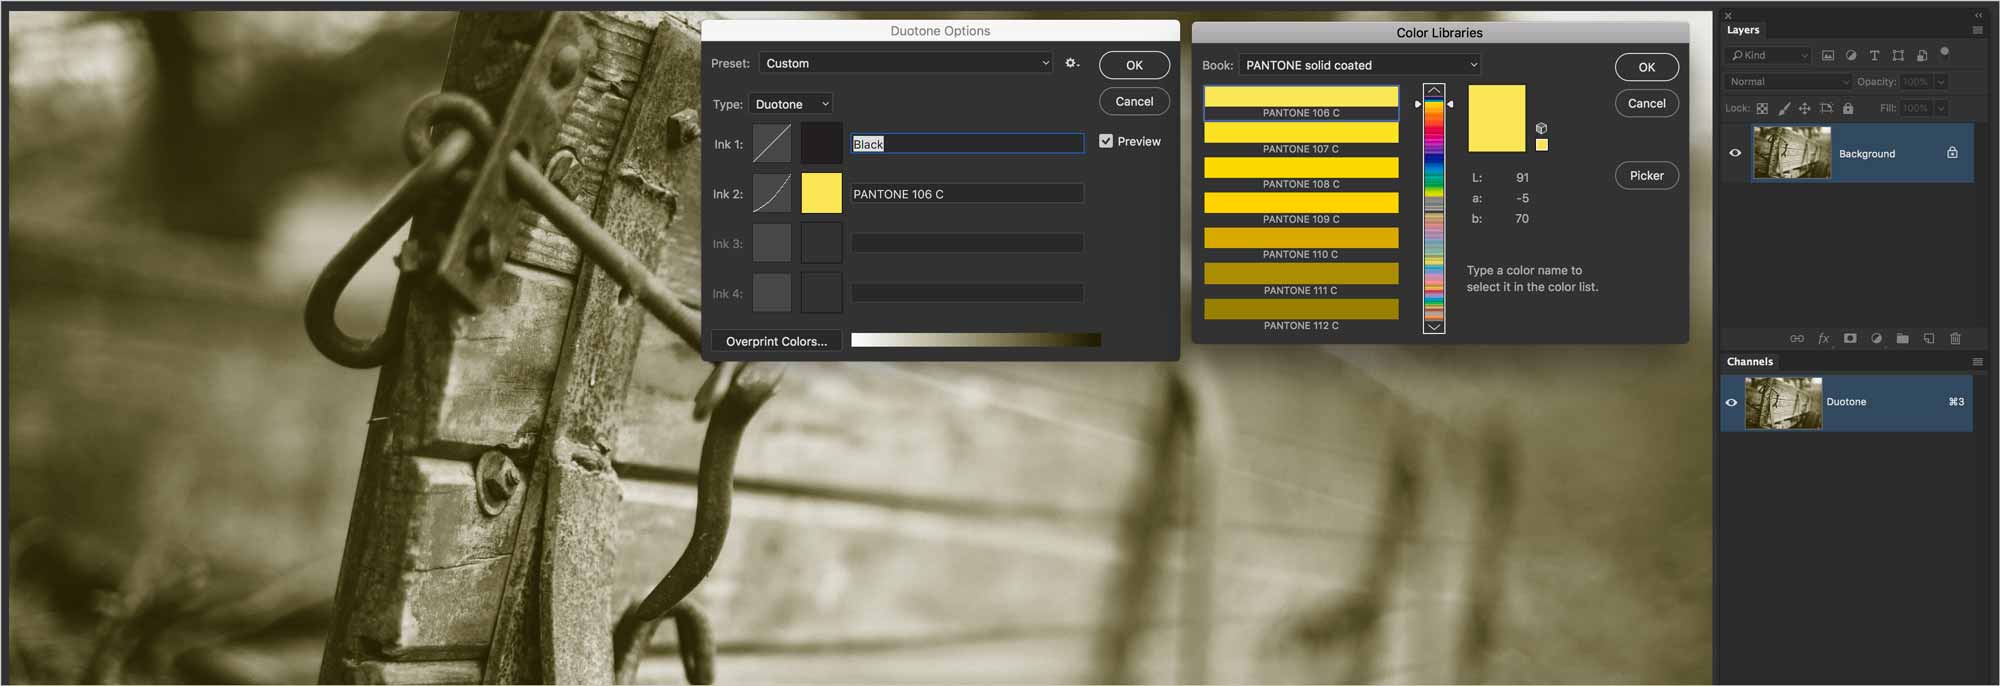 Duotone Options
Preset: Custom
OK
Type: Duotone
Cancel
Ink 1: Black
Preview
Ink 2: PANTONE 106 C
Ink 3:
Ink 4:
Overprint Colors...
Color Libraries
Book: PANTONE solid coated
OK
PANTONE 106 C
Cancel
PANTONE 107 C
PANTONE 108 C
Picker
L: 91
a: -5
b: 70
PANTONE 109 C
PANTONE 110 C
PANTONE 111 C
PANTONE 112 C
Type a color name to
select it in the color list.
Layers
Kind
Normal Opacity: 100%
Lock: Fill: 100%
Background
fx
Channels
Duotone ⌘3